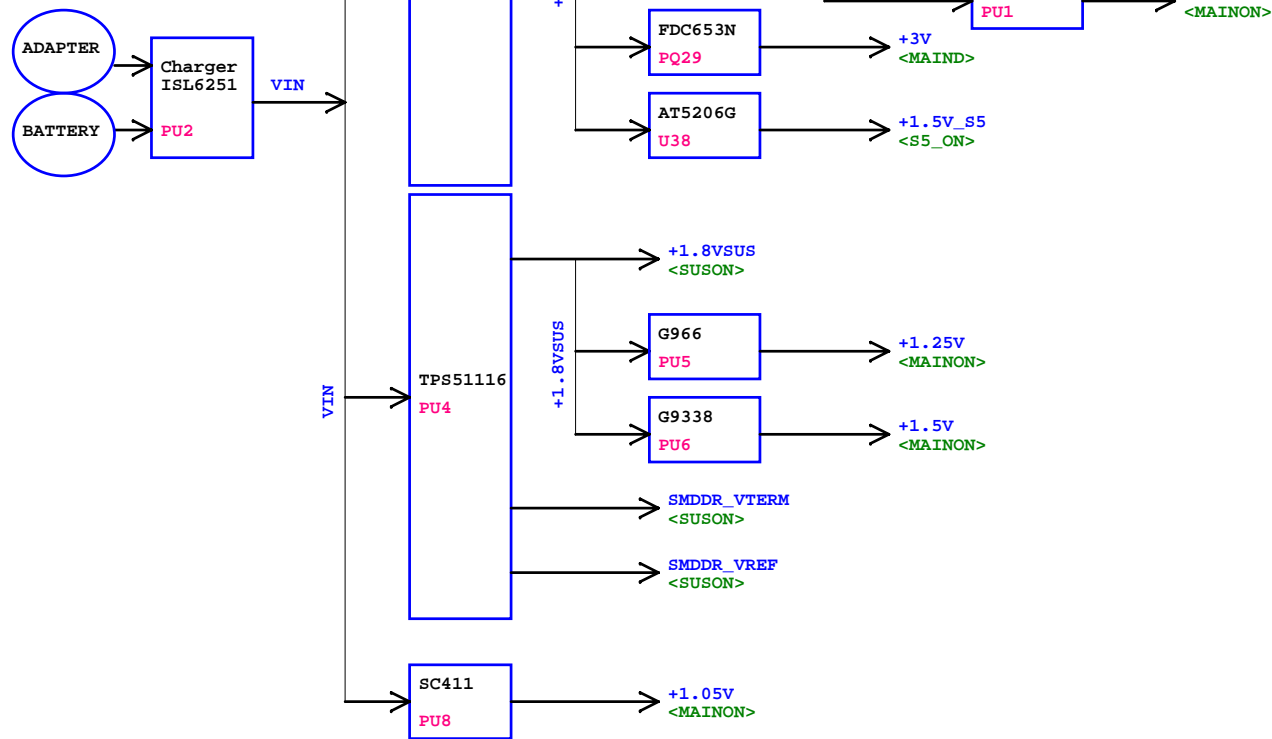 PU1
<MAINON>
FDC653N
PQ29
+3V
<MAIND>
ADAPTER
Charger
ISL6251
PU2
VIN
BATTERY
AT5206G
U38
+1.5V_S5
<S5_ON>
+1.8VSUS
<SUSON>
+1.8VSUS
G966
PU5
+1.25V
<MAINON>
VIN
TPS51116
PU4
G9338
PU6
+1.5V
<MAINON>
SMDDR_VTERM
<SUSON>
SMDDR_VREF
<SUSON>
SC411
PU8
+1.05V
<MAINON>